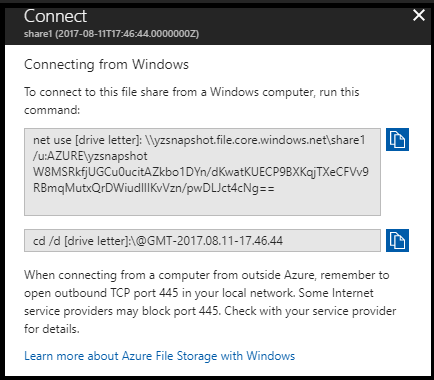 Connect
share1 (2017-08-11T17:46:44.0000000Z)
Connecting from Windows
To connect to this file share from a Windows computer, run this
command:
net use [drive letter]: \\yzsnapshot.file.core.windows.net\share1
/u:AZURE\yzsnapshot
W8MSRkfjUGCu0ucitAZkbo1DYn/dKwatKUECP9BXKqjTXeCFVv9
RBmqMutxQrDWiudlIIKvVzn/pwDLJct4cNg==
cd /d [drive letter]:\@GMT-2017.08.11-17.46.44
When connecting from a computer from outside Azure, remember to
open outbound TCP port 445 in your local network. Some Internet
service providers may block port 445. Check with your service provider
for details.
Learn more about Azure File Storage with Windows